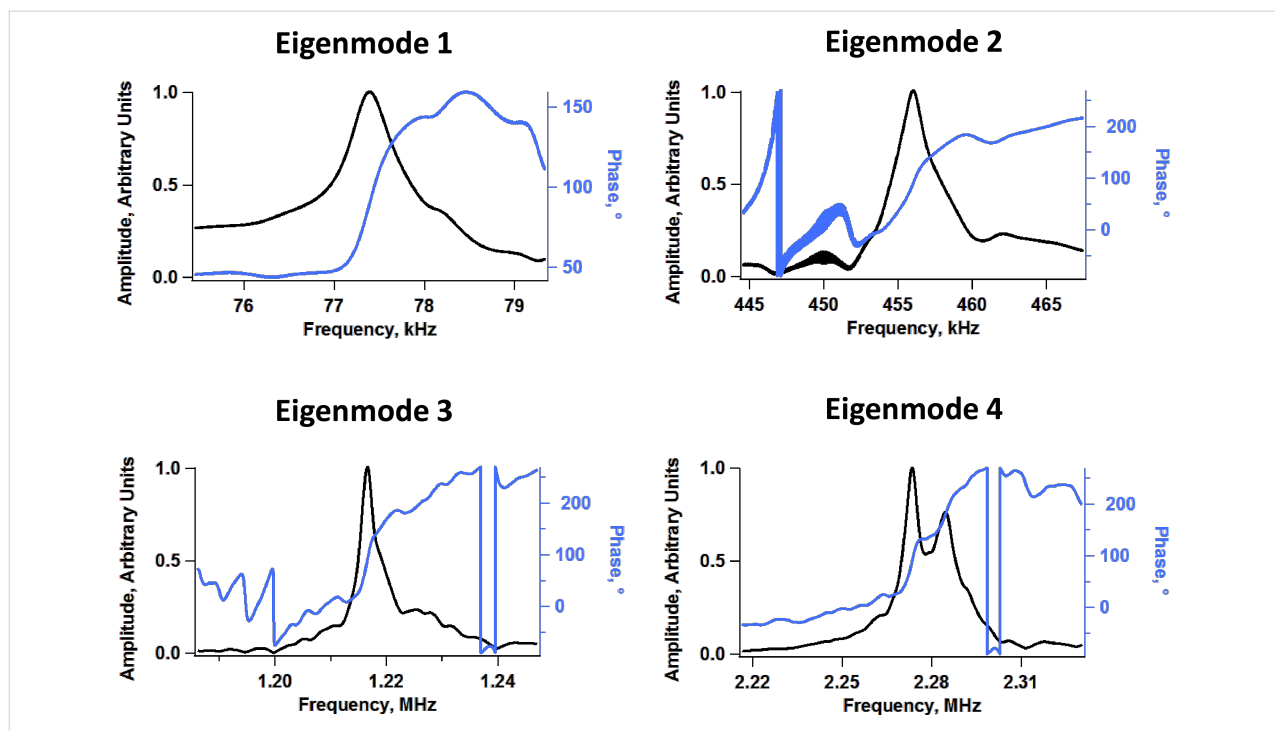 Eigenmode 1
Amplitude, Arbitrary Units
1.0
0.5
0.0
76 77 78 79
Frequency, kHz
150
100
50
Phase, °
Eigenmode 2
Amplitude, Arbitrary Units
1.0
0.5
0.0
445 450 455 460 465
Frequency, kHz
200
100
0
Phase, °
Eigenmode 3
Amplitude, Arbitrary Units
1.0
0.5
0.0
1.20 1.22 1.24
Frequency, MHz
200
100
0
Phase, °
Eigenmode 4
Amplitude, Arbitrary Units
1.0
0.5
0.0
2.22 2.25 2.28 2.31
Frequency, MHz
200
100
0
Phase, °